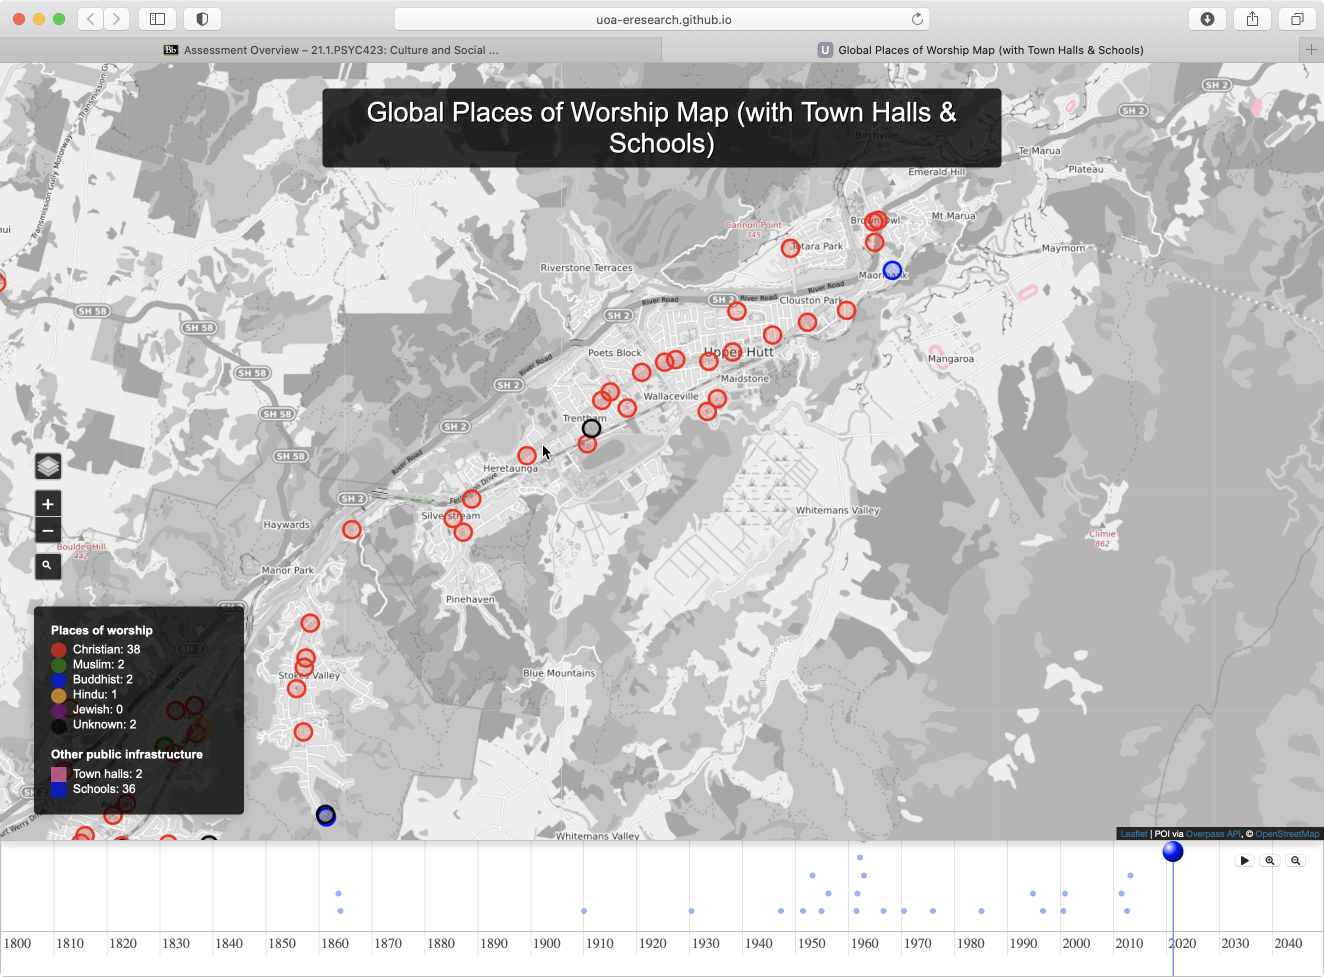 uoa-eresearch.github.io
Assessment Overview – 21.1.PSYC423: Culture and Social ...
Global Places of Worship Map (with Town Halls & Schools)
Global Places of Worship Map (with Town Halls &
Schools)
SH 2
SH 2
Birchville
Te Marua
Plateau
Emerald Hill
Transmission Gully Motorway
Cannon Point
345
Brown Owl
Mt Marua
Totara Park
Maymorn
Riverstone Terraces
Maoribank
River Road
River Road
SH 2
River Road
Clouston Park
SH 58
SH 2
SH 58
Poets Block
Upper Hutt
Mangaroa
River Road
SH 58
Maidstone
SH 2
Wallaceville
SH 58
Trentham
SH 2
SH 58
River Road
Heretaunga
SH 2
Silverstream
Whitemans Valley
Haywards
Climie
862
Boulder Hill
442
Manor Park
Pinehaven
Mangaroa River
Stokes Valley
Blue Mountains
Whitemans Valley
+
−
Places of worship
Christian: 38
Muslim: 2
Buddhist: 2
Hindu: 1
Jewish: 0
Unknown: 2
Other public infrastructure
Town halls: 2
Schools: 36
SH 2
Leaflet | POI via Overpass API, © OpenStreetMap
1800 1810 1820 1830 1840 1850 1860 1870 1880 1890 1900 1910 1920 1930 1940 1950 1960 1970 1980 1990 2000 2010 2020 2030 2040